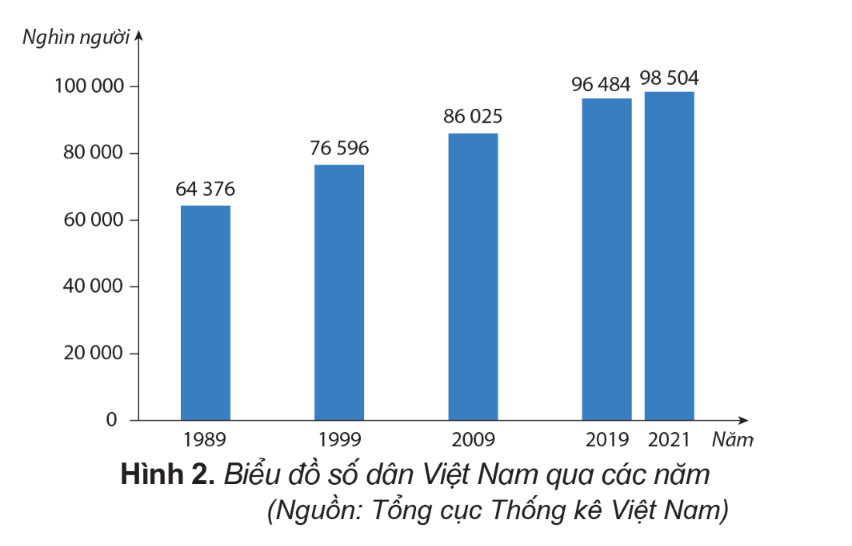 Nghìn người
98 504
96 484
100 000
86 025
76 596
80 000
64 376
60 000
40 000
20 000
0
1989 1999 2009 2019 2021 Năm
Hình 2. Biểu đồ số dân Việt Nam qua các năm
(Nguồn: Tổng cục Thống kê Việt Nam)